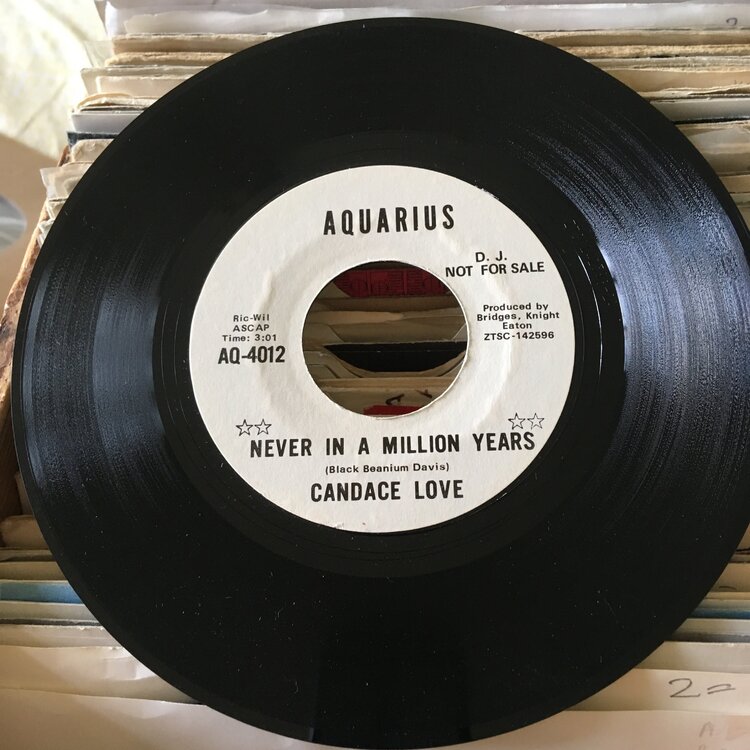 AQUARIUS
D. J.
NOT FOR SALE
Ric-Wil
ASCAP
Time: 3:01
AQ-4012
Produced by
Bridges, Knight
Eaton
ZTSC-142596
NEVER IN A MILLION YEARS
(Black Beanium Davis)
CANDACE LOVE
2=